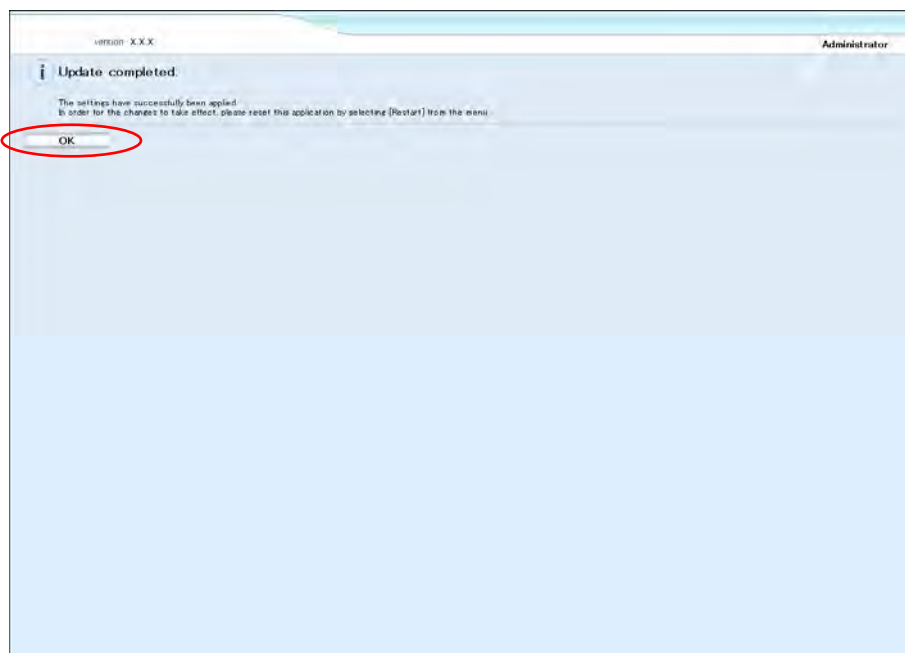 version X.X.X
Administrator
i Update completed.
The settings have successfully been applied.
In order for the changes to take effect, please reset this application by selecting [Restart] from the menu.
OK